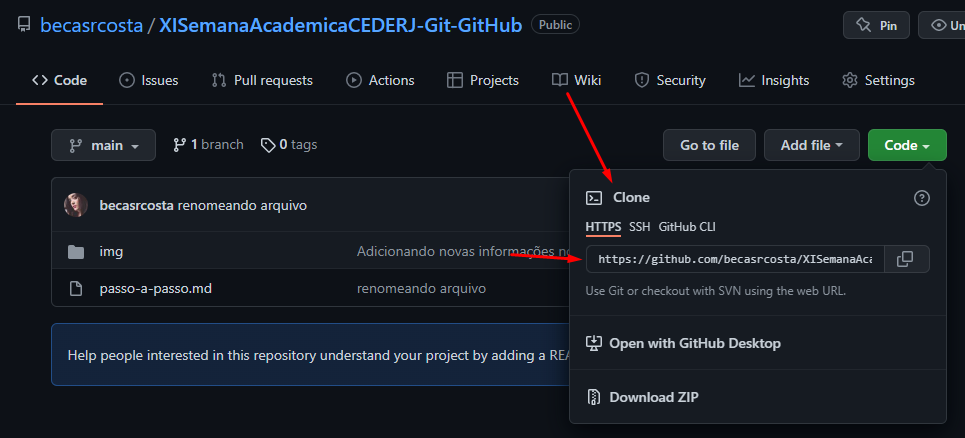 becasrcosta / XISemanaAcademicaCEDERJ-Git-GitHub Public Pin
Code Issues Pull requests Actions Projects Wiki Security Insights Settings
main 1 branch 0 tags Go to file Add file Code
becasrcosta renomeando arquivo
img Adicionando novas informações
passo-a-passo.md renomeando arquivo
Help people interested in this repository understand your project by adding a
Clone
HTTPS SSH GitHub CLI
https://github.com/becasrcosta/XISemanaAca
Use Git or checkout with SVN using the web URL.
Open with GitHub Desktop
Download ZIP